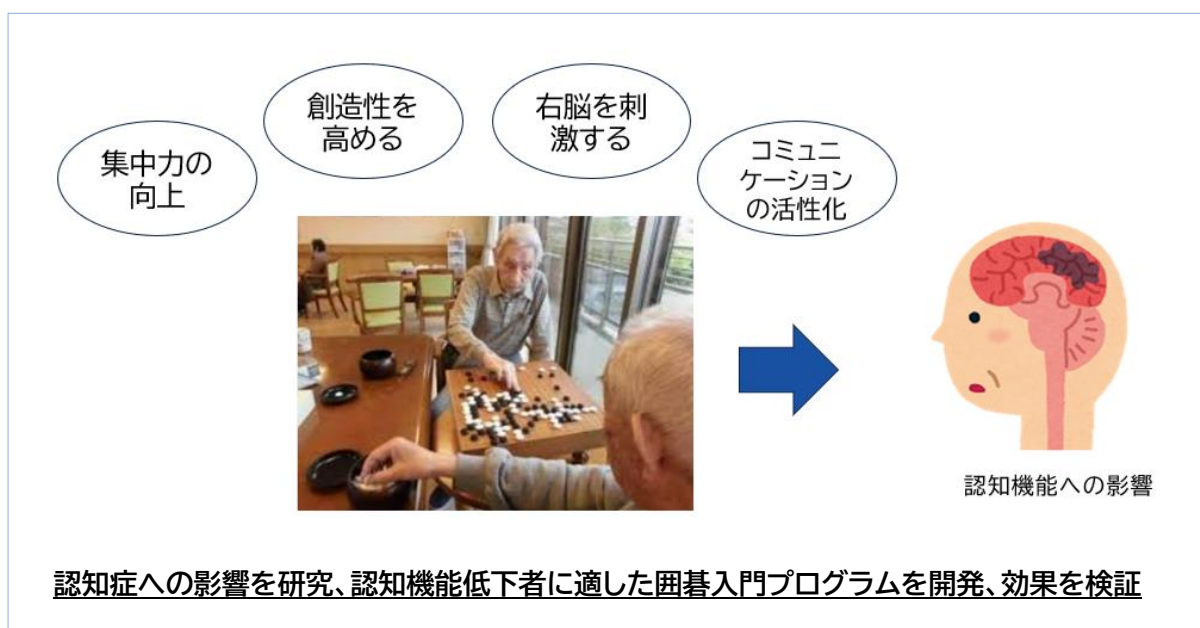 集中力の
向上
創造性を
高める
右脳を刺
激する
コミュニ
ケーション
の活性化
認知機能への影響
認知症への影響を研究、認知機能低下者に適した囲碁入門プログラムを開発、効果を検証